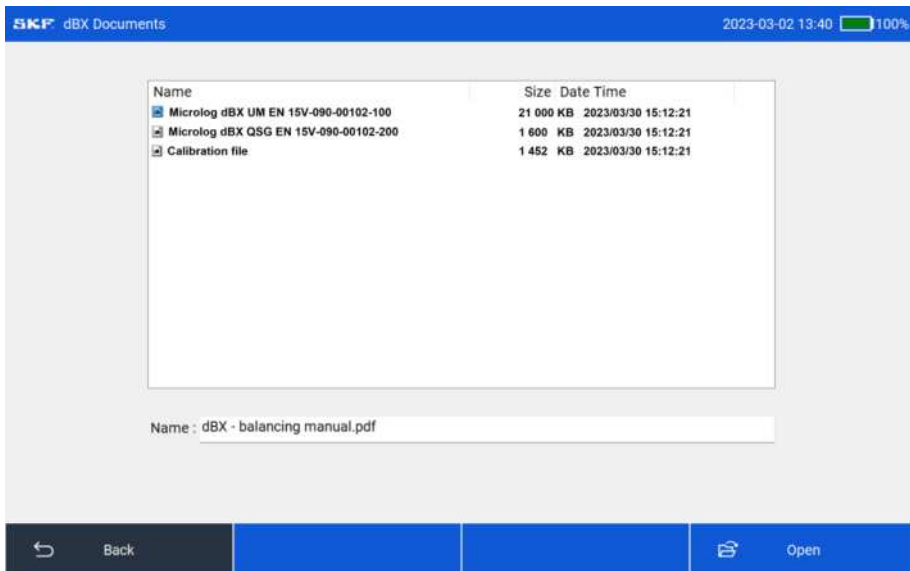 SKF dBX Documents 2023-03-02 13:40 100%
Name Size Date Time
Microlog dBX UM EN 15V-090-00102-100 21 000 KB 2023/03/30 15:12:21
Microlog dBX QSG EN 15V-090-00102-200 1 600 KB 2023/03/30 15:12:21
Calibration file 1 452 KB 2023/03/30 15:12:21
Name : dBX - balancing manual.pdf
Back Open